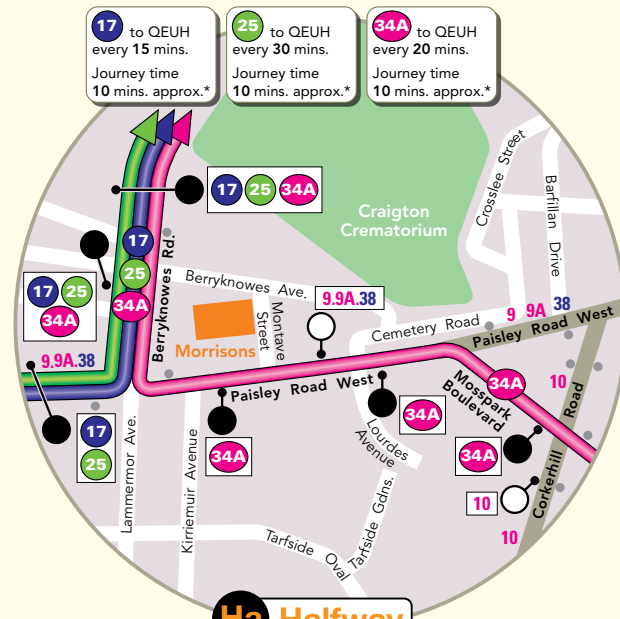 17 to QEUH
every 15 mins.
Journey time
10 mins. approx.*
25 to QEUH
every 30 mins.
Journey time
10 mins. approx.*
34A to QEUH
every 20 mins.
Journey time
10 mins. approx.*
17 25 34A
Craigton
Crematorium
Crosslee Street
Barfillan Drive
17
25
34A
Berryknowes Rd.
17 25
34A
Berryknowes Ave.
Montave
Street
Morrisons
9.9A.38
Cemetery Road
9 9A 38
Paisley Road West
9.9A.38
Paisley Road West
34A
Mosspark
Boulevard
10
Corkerhill Road
17
25
34A
34A
34A
Lourdes
Avenue
10
10
Lammermor Ave.
Kirriemuir Avenue
Tarfside Oval
Tarfside Gdns.
Ha Halfway